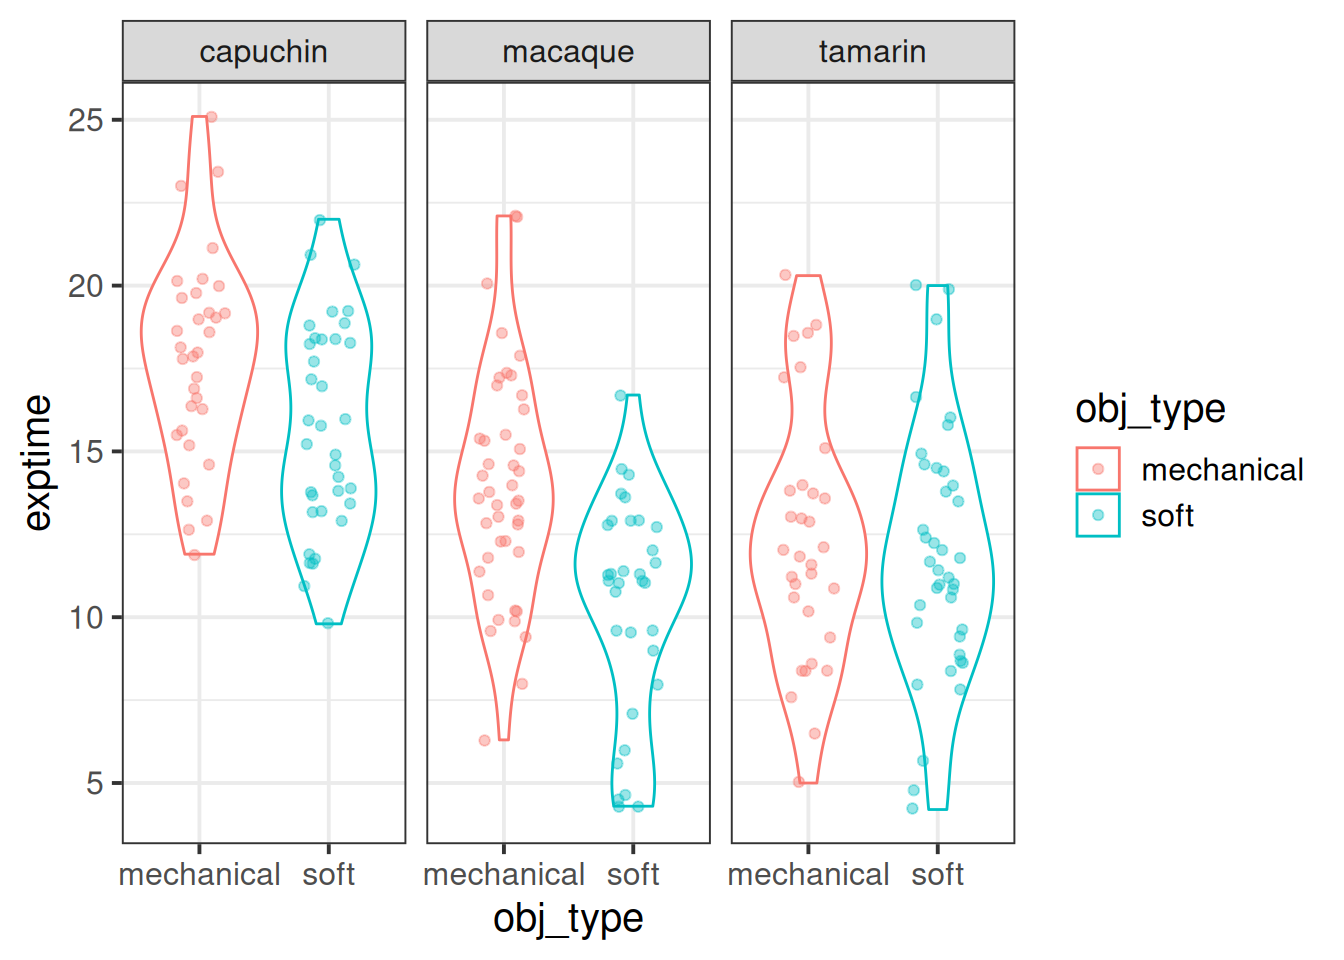 capuchin macaque tamarin
25
20
15
10
5
exptime
mechanical soft mechanical soft mechanical soft
obj_type
obj_type
mechanical
soft